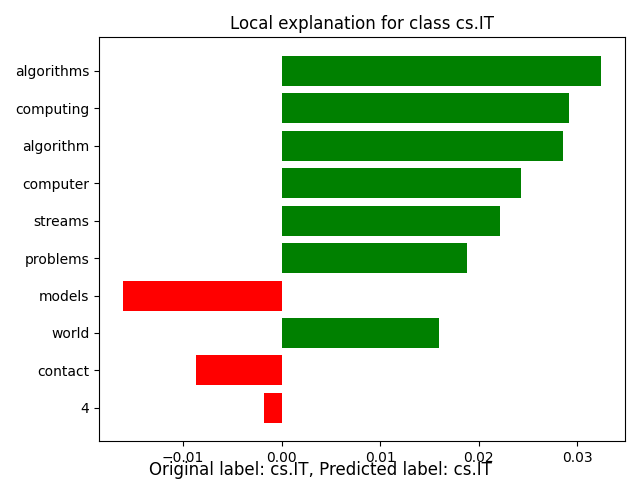 Local explanation for class cs.IT
algorithms
computing
algorithm
computer
streams
problems
models
world
contact
4
−0.01 0.00 0.01 0.02 0.03
Original label: cs.IT, Predicted label: cs.IT